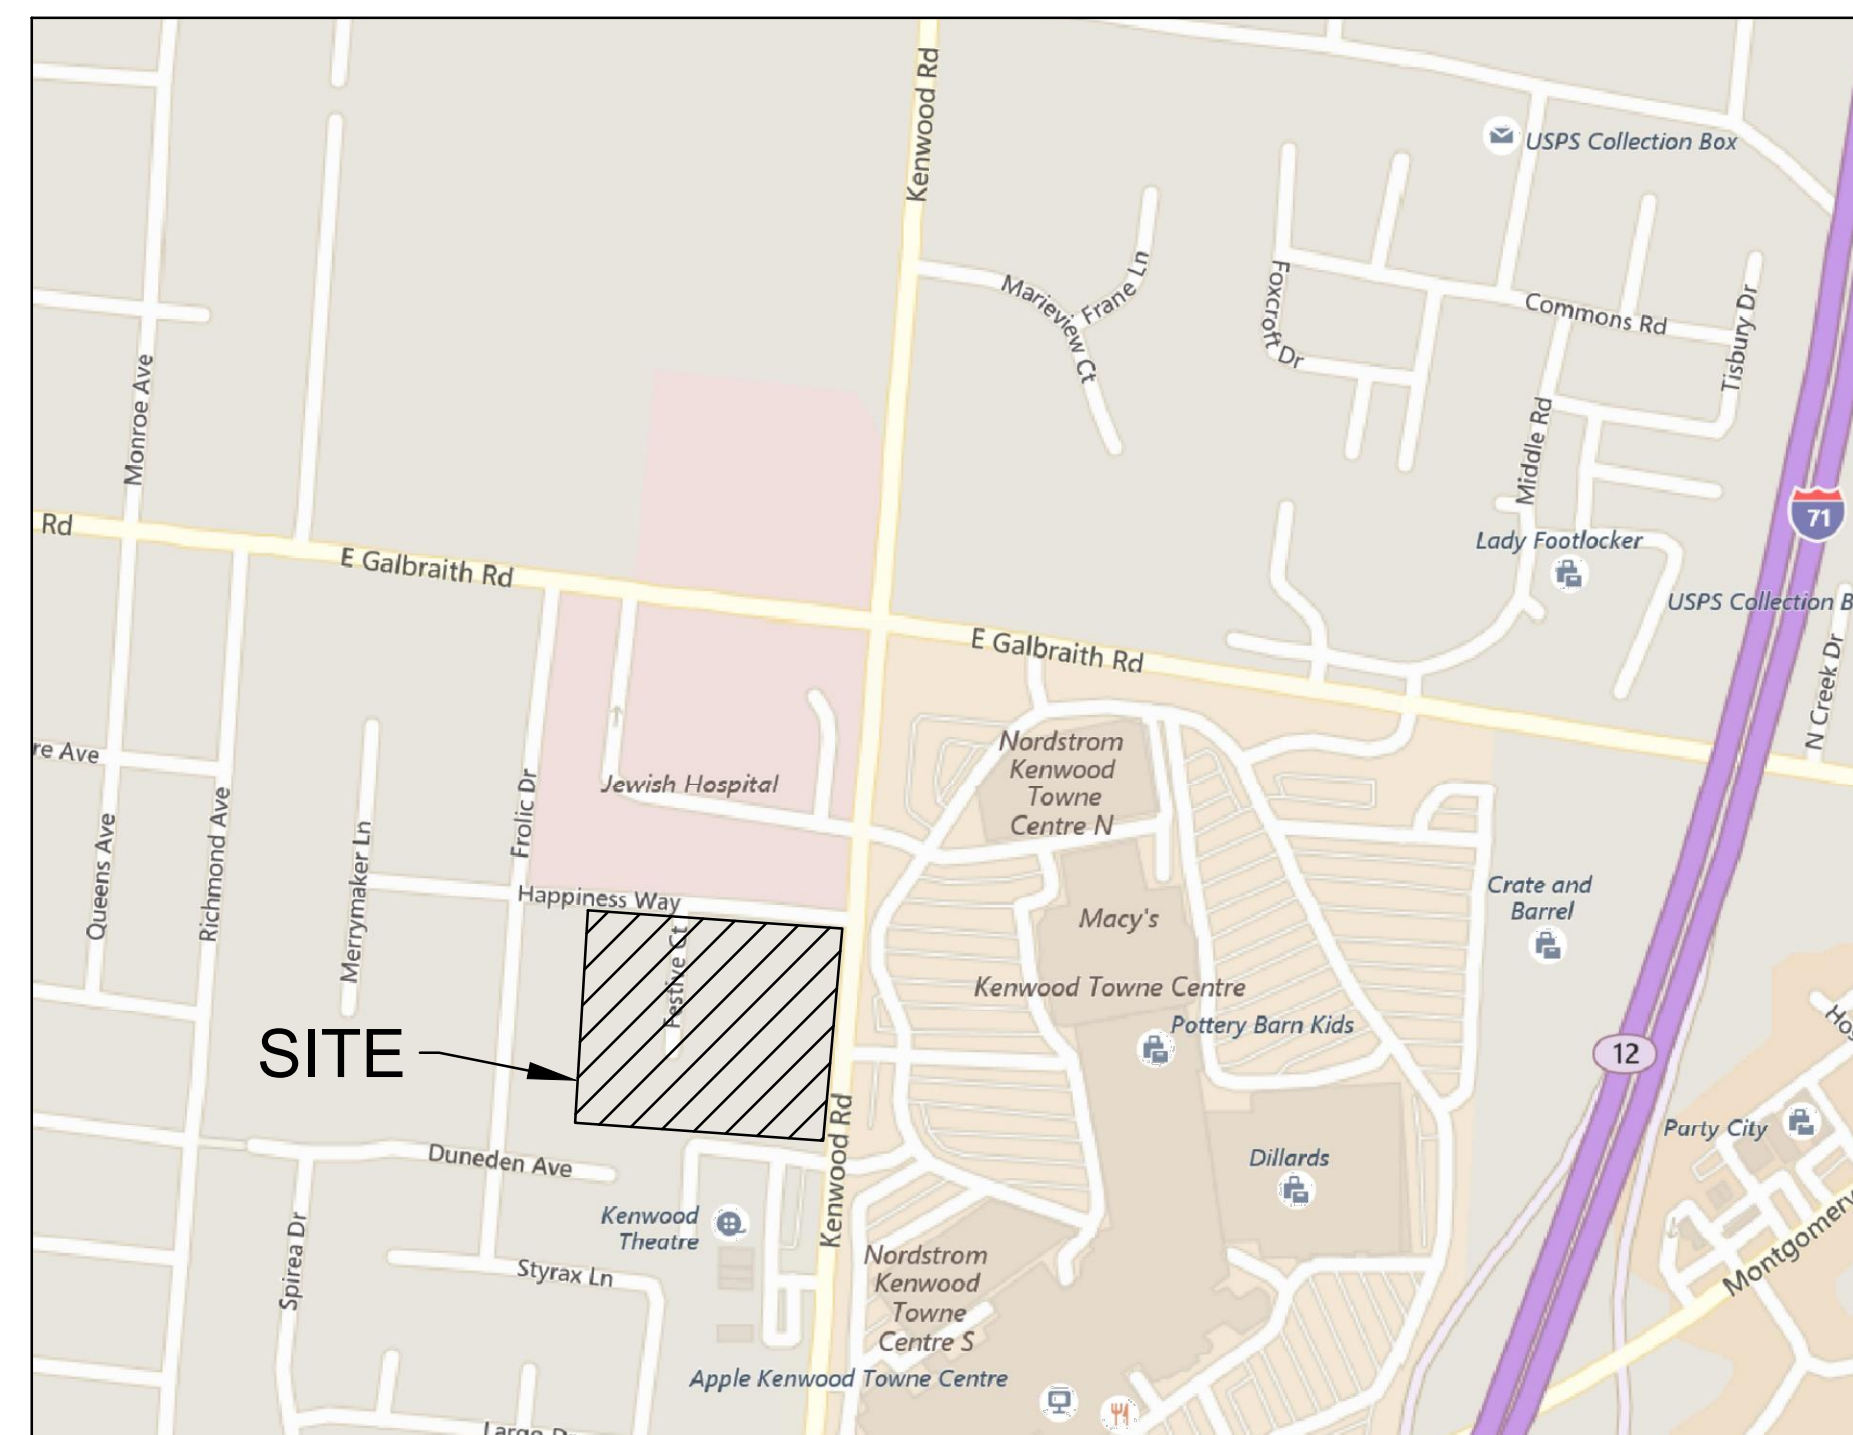 Kenwood Rd
USPS Collection Box
Marieview Ct
Frane Ln
Foxcroft Dr
Commons Rd
Tisbury Dr
Monroe Ave
Middle Rd
71
Rd
E Galbraith Rd
Lady Footlocker
USPS Collection B
E Galbraith Rd
N Creek Dr
re Ave
Nordstrom
Kenwood
Towne
Centre N
Jewish Hospital
Queens Ave
Richmond Ave
Merrymaker Ln
Frolic Dr
Happiness Way
Festive Ct
Macy's
Crate and
Barrel
Kenwood Towne Centre
Pottery Barn Kids
Ho
SITE
12
Kenwood Rd
Party City
Duneden Ave
Dillards
Kenwood
Theatre
Spirea Dr
Styrax Ln
Nordstrom
Kenwood
Towne
Centre S
Montgomery
Apple Kenwood Towne Centre
Largo D